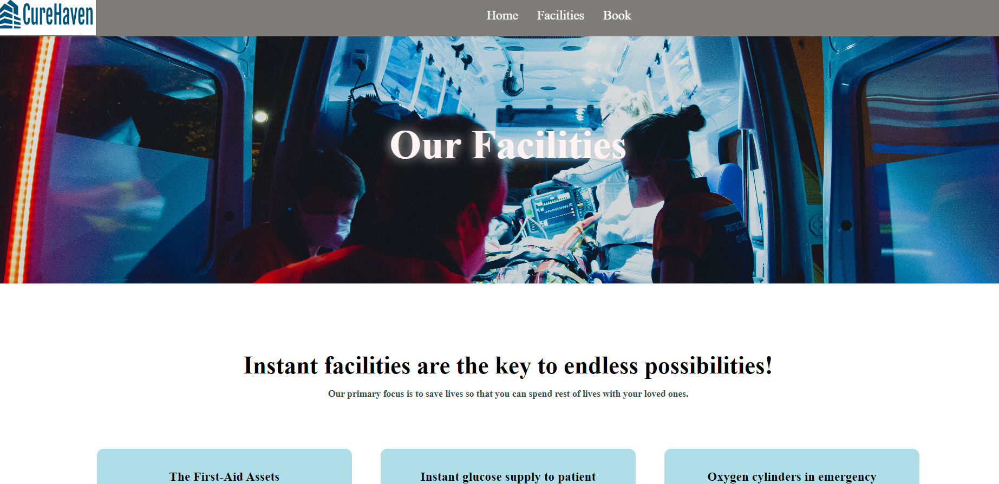 CureHaven
Home Facilities Book
Our Facilities
PROTECCI
CIVIL
Instant facilities are the key to endless possibilities!
Our primary focus is to save lives so that you can spend rest of lives with your loved ones.
The First-Aid Assets
Instant glucose supply to patient
Oxygen cylinders in emergency